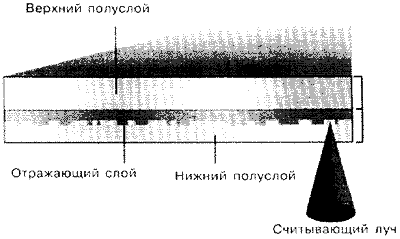 Верхний полуслой
Отражающий слой
Нижний полуслой
Считывающий луч